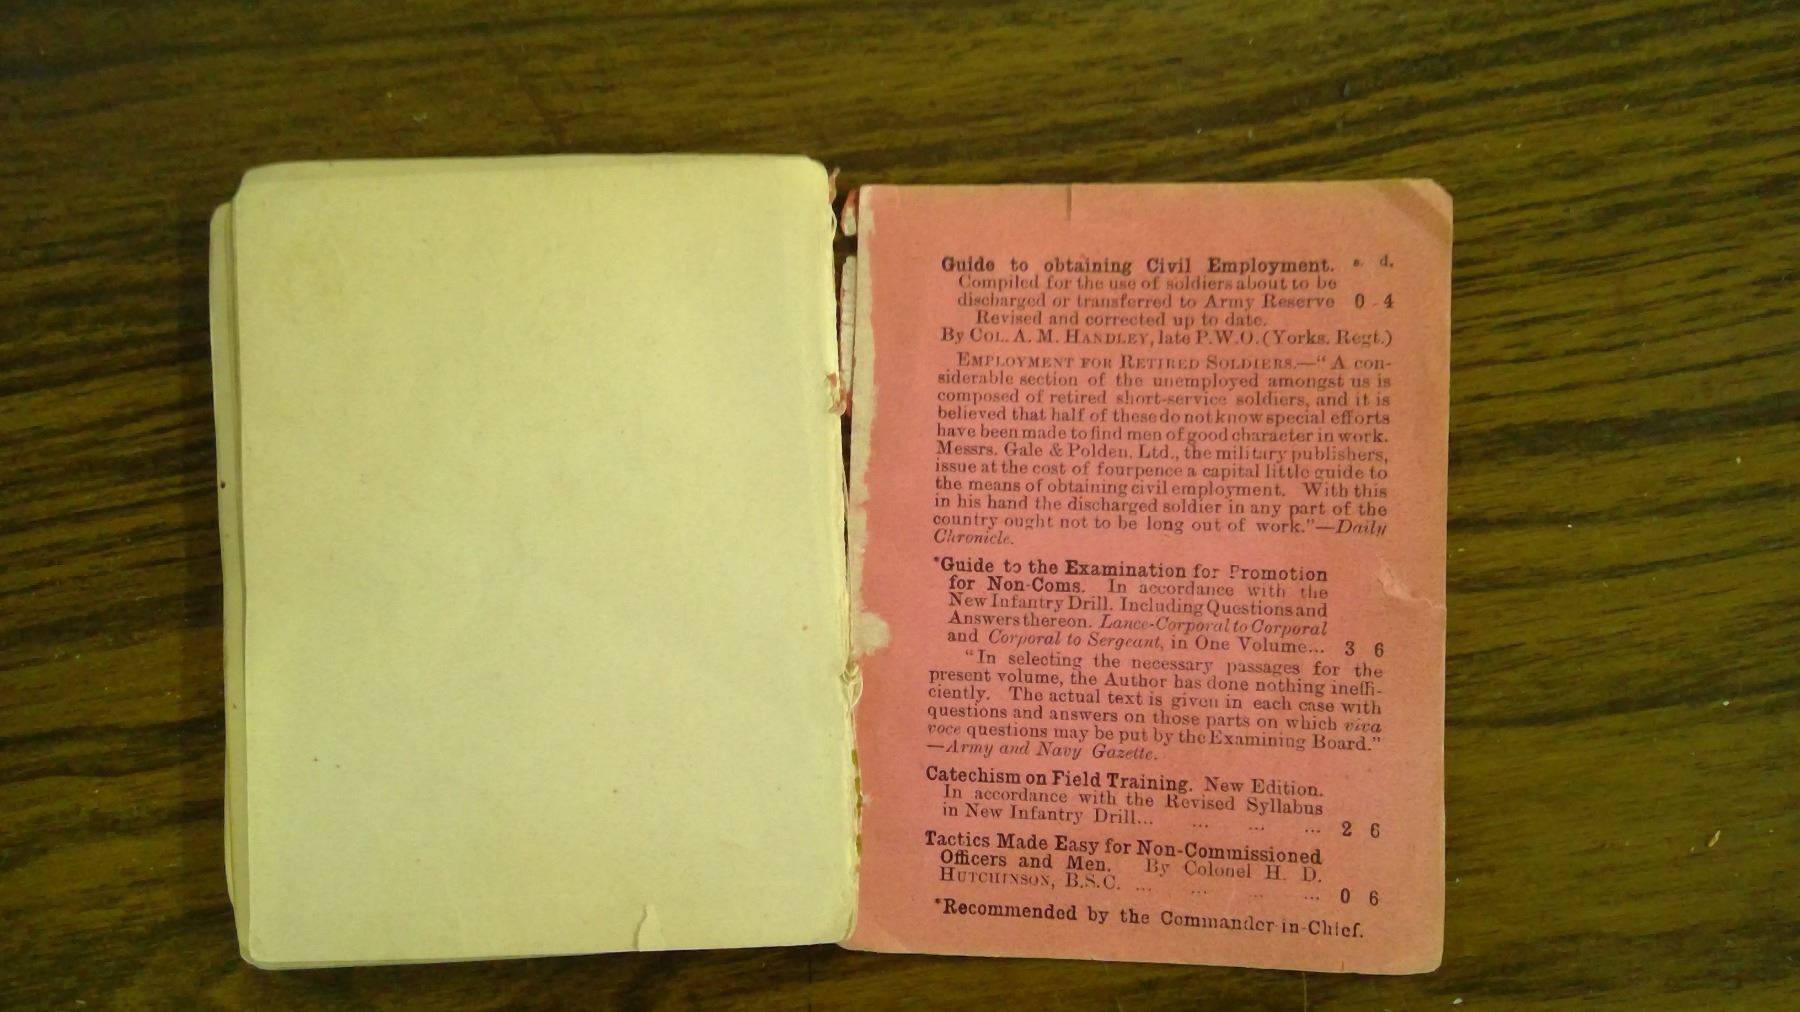 Guide to obtaining Civil Employment. s. d.
Compiled for the use of soldiers about to be
discharged or transferred to Army Reserve 0 4
Revised and corrected up to date.
By COL. A. M. HANDLEY, late P.W.O. (Yorks. Regt.)
EMPLOYMENT FOR RETIRED SOLDIERS.—“A con-
siderable section of the unemployed amongst us is
composed of retired short-service soldiers, and it is
believed that half of these do not know special efforts
have been made to find men of good character in work.
Messrs. Gale & Polden, Ltd., the military publishers,
issue at the cost of fourpence a capital little guide to
the means of obtaining civil employment. With this
in his hand the discharged soldier in any part of the
country ought not to be long out of work.”—Daily
Chronicle.
*Guide to the Examination for Promotion
for Non-Coms. In accordance with the
New Infantry Drill. Including Questions and
Answers thereon. Lance-Corporal to Corporal
and Corporal to Sergeant, in One Volume... 3 6
“In selecting the necessary passages for the
present volume, the Author has done nothing ineffi-
ciently. The actual text is given in each case with
questions and answers on those parts on which viva
voce questions may be put by the Examining Board.”
—Army and Navy Gazette.
Catechism on Field Training. New Edition.
In accordance with the Revised Syllabus
in New Infantry Drill... ... ... ... 2 6
Tactics Made Easy for Non-Commissioned
Officers and Men. By Colonel H. D.
HUTCHINSON, B.S.C. ... ... ... 0 6
*Recommended by the Commander-in-Chief.